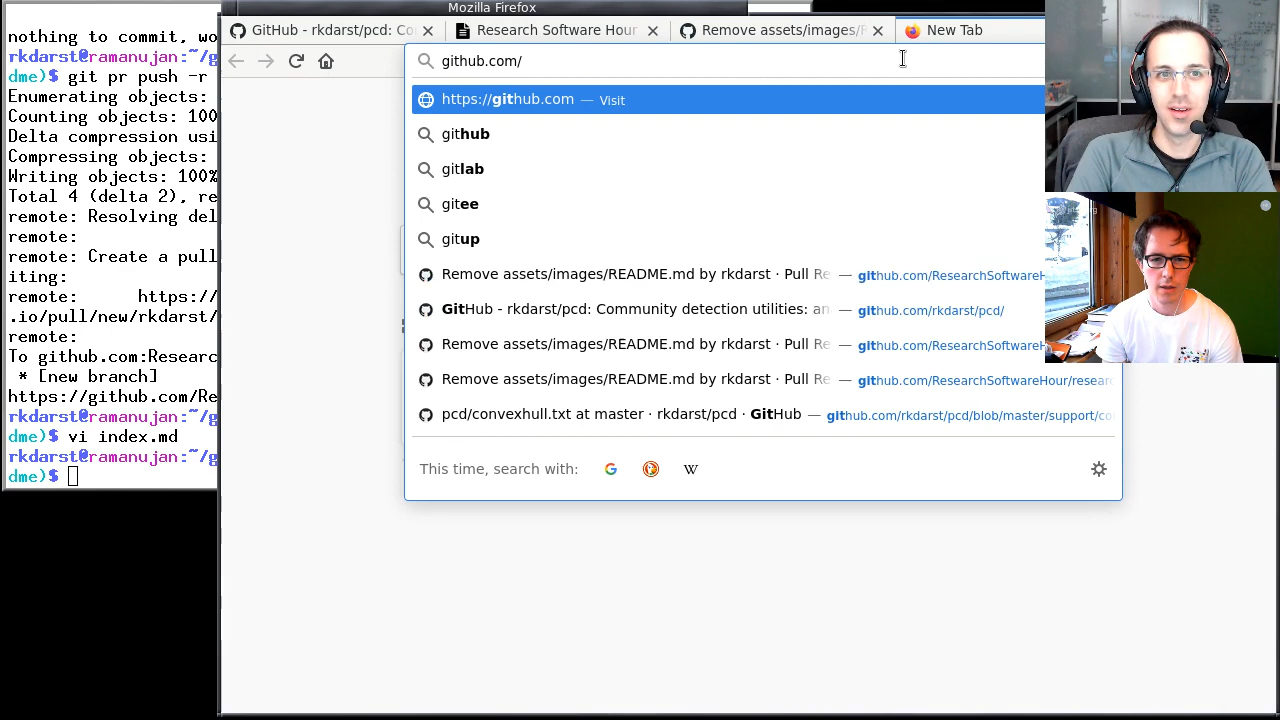 Mozilla Firefox
GitHub - rkdarst/pcd: Co
Research Software Hour
Remove assets/images/R
New Tab
github.com/
https://github.com — Visit
github
gitlab
gitee
gitup
Remove assets/images/README.md by rkdarst · Pull Re — github.com/ResearchSoftwareH
GitHub - rkdarst/pcd: Community detection utilities: an — github.com/rkdarst/pcd/
Remove assets/images/README.md by rkdarst · Pull Re — github.com/ResearchSoftwareH
Remove assets/images/README.md by rkdarst · Pull Re — github.com/ResearchSoftwareHour/researc
pcd/convexhull.txt at master · rkdarst/pcd · GitHub — github.com/rkdarst/pcd/blob/master/support/co
This time, search with:
nothing to commit, wo
rkdarst@ramanujan:~/g
dme)$ git pr push -r
Enumerating objects:
Counting objects: 100
Delta compression usi
Compressing objects:
Writing objects: 100%
Total 4 (delta 2), re
remote: Resolving del
remote:
remote: Create a pull
iting:
remote:      https://
.io/pull/new/rkdarst/
remote:
To github.com:Researc
 * [new branch]
https://github.com/Re
rkdarst@ramanujan:~/g
dme)$ vi index.md
rkdarst@ramanujan:~/g
dme)$